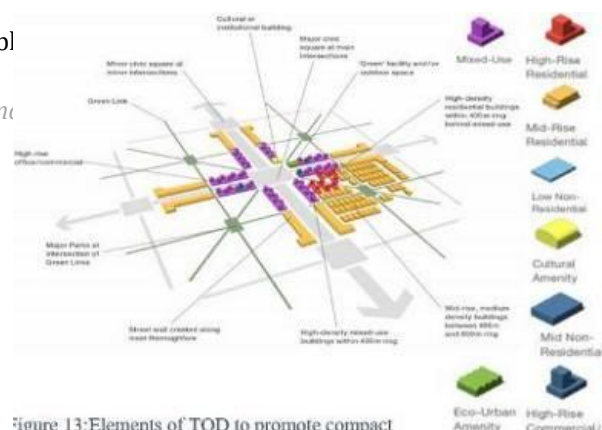 Cultural or
institutional building
Major civic
square at main
intersections
Minor civic square at
minor intersections
'Green' facility and/or
outdoor space
Green Link
High-density
residential buildings
within 400m ring
behind mixed-use
High-rise
office/commercial
Major Parks at
intersection of
Green Links
Street wall created along
main thoroughfare
High-density mixed-use
buildings within 400m ring
Mid-rise, medium
density buildings
between 400m
and 800m ring
Mixed-Use
High-Rise
Residential
Mid-Rise
Residential
Low Non-
Residential
Cultural
Amenity
Mid Non-
Residential
Eco-Urban
Amenity
High-Rise
Commercial/
Figure 13:Elements of TOD to promote compact